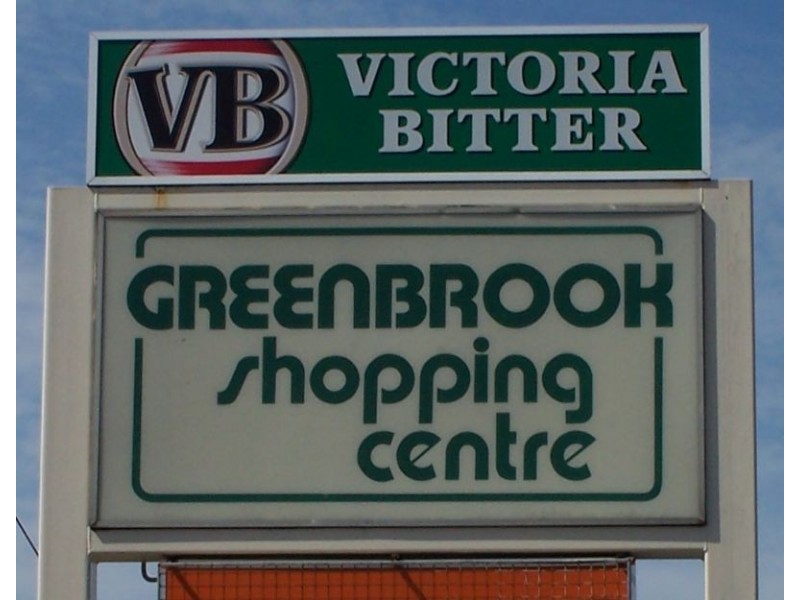 VB VICTORIA
BITTER
GREENBROOK
shopping
centre